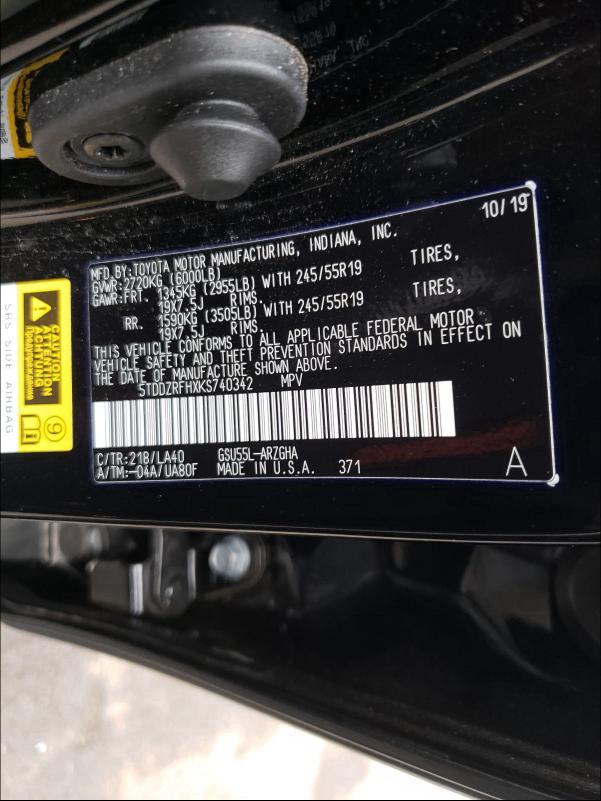 10/19
MFD.BY:TOYOTA MOTOR MANUFACTURING, INDIANA, INC.
GVWR:2720KG (6000LB)
GAWR:FRT. 1345KG (2955LB) WITH 245/55R19 TIRES,
19X7.5J RIMS.
RR. 1590KG (3505LB) WITH 245/55R19 TIRES,
19X7.5J RIMS.
THIS VEHICLE CONFORMS TO ALL APPLICABLE FEDERAL MOTOR
VEHICLE SAFETY AND THEFT PREVENTION STANDARDS IN EFFECT ON
THE DATE OF MANUFACTURE SHOWN ABOVE.
5TDDZRFHXKS740342 MPV
C/TR:218/LA40 GSU55L-ARZGHA
A/TM:-04A/UA80F MADE IN U.S.A. 371
A
CAUTION
ATTENTION
ACHTUNG
SRS SIDE AIRBAG
9